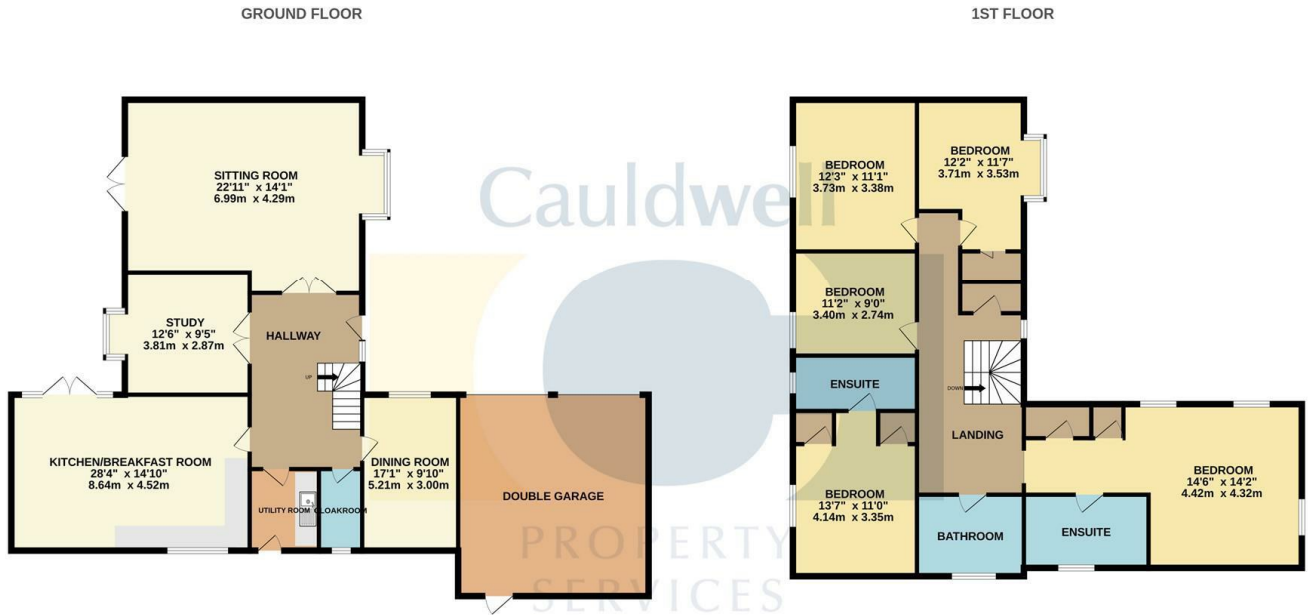 GROUND FLOOR
1ST FLOOR
SITTING ROOM
22'11" x 14'1"
6.99m x 4.29m
STUDY
12'6" x 9'5"
3.81m x 2.87m
HALLWAY
UP
KITCHEN/BREAKFAST ROOM
28'4" x 14'10"
8.64m x 4.52m
DINING ROOM
17'1" x 9'10"
5.21m x 3.00m
UTILITY ROOM
CLOAKROOM
DOUBLE GARAGE
BEDROOM
12'3" x 11'1"
3.73m x 3.38m
BEDROOM
12'2" x 11'7"
3.71m x 3.53m
BEDROOM
11'2" x 9'0"
3.40m x 2.74m
ENSUITE
DOWN
LANDING
BEDROOM
13'7" x 11'0"
4.14m x 3.35m
BEDROOM
14'6" x 14'2"
4.42m x 4.32m
BATHROOM
ENSUITE
Cauldwell
PROPERTY
SERVICES